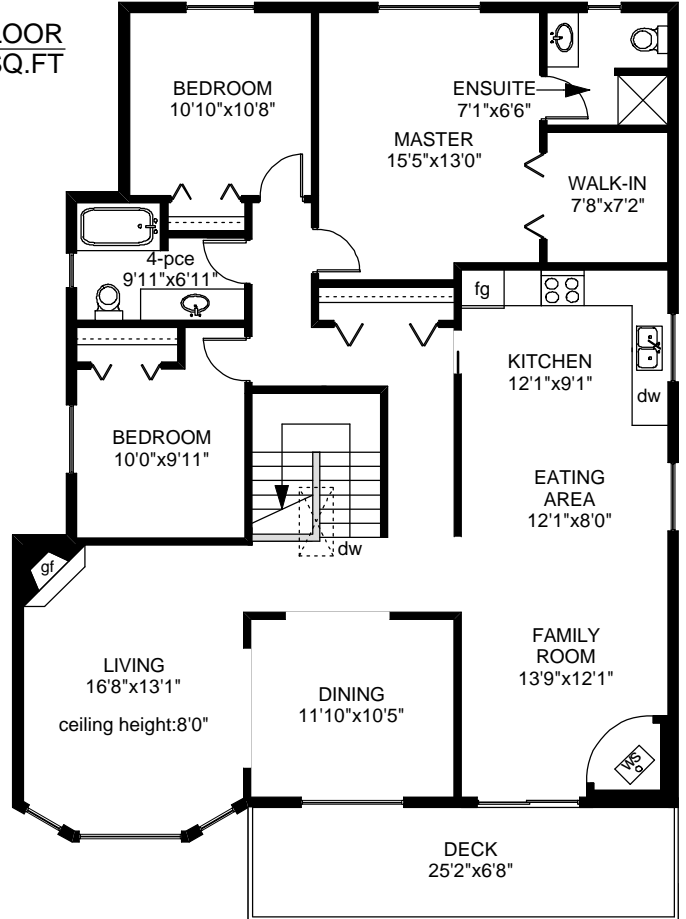 LOOR
SQ.FT
BEDROOM
10'10"x10'8"
ENSUITE
7'1"x6'6"
MASTER
15'5"x13'0"
WALK-IN
7'8"x7'2"
4-pce
9'11"x6'11"
fg
KITCHEN
12'1"x9'1"
dw
BEDROOM
10'0"x9'11"
EATING
AREA
12'1"x8'0"
dw
gf
FAMILY
ROOM
13'9"x12'1"
LIVING
16'8"x13'1"
ceiling height:8'0"
DINING
11'10"x10'5"
WS
DECK
25'2"x6'8"